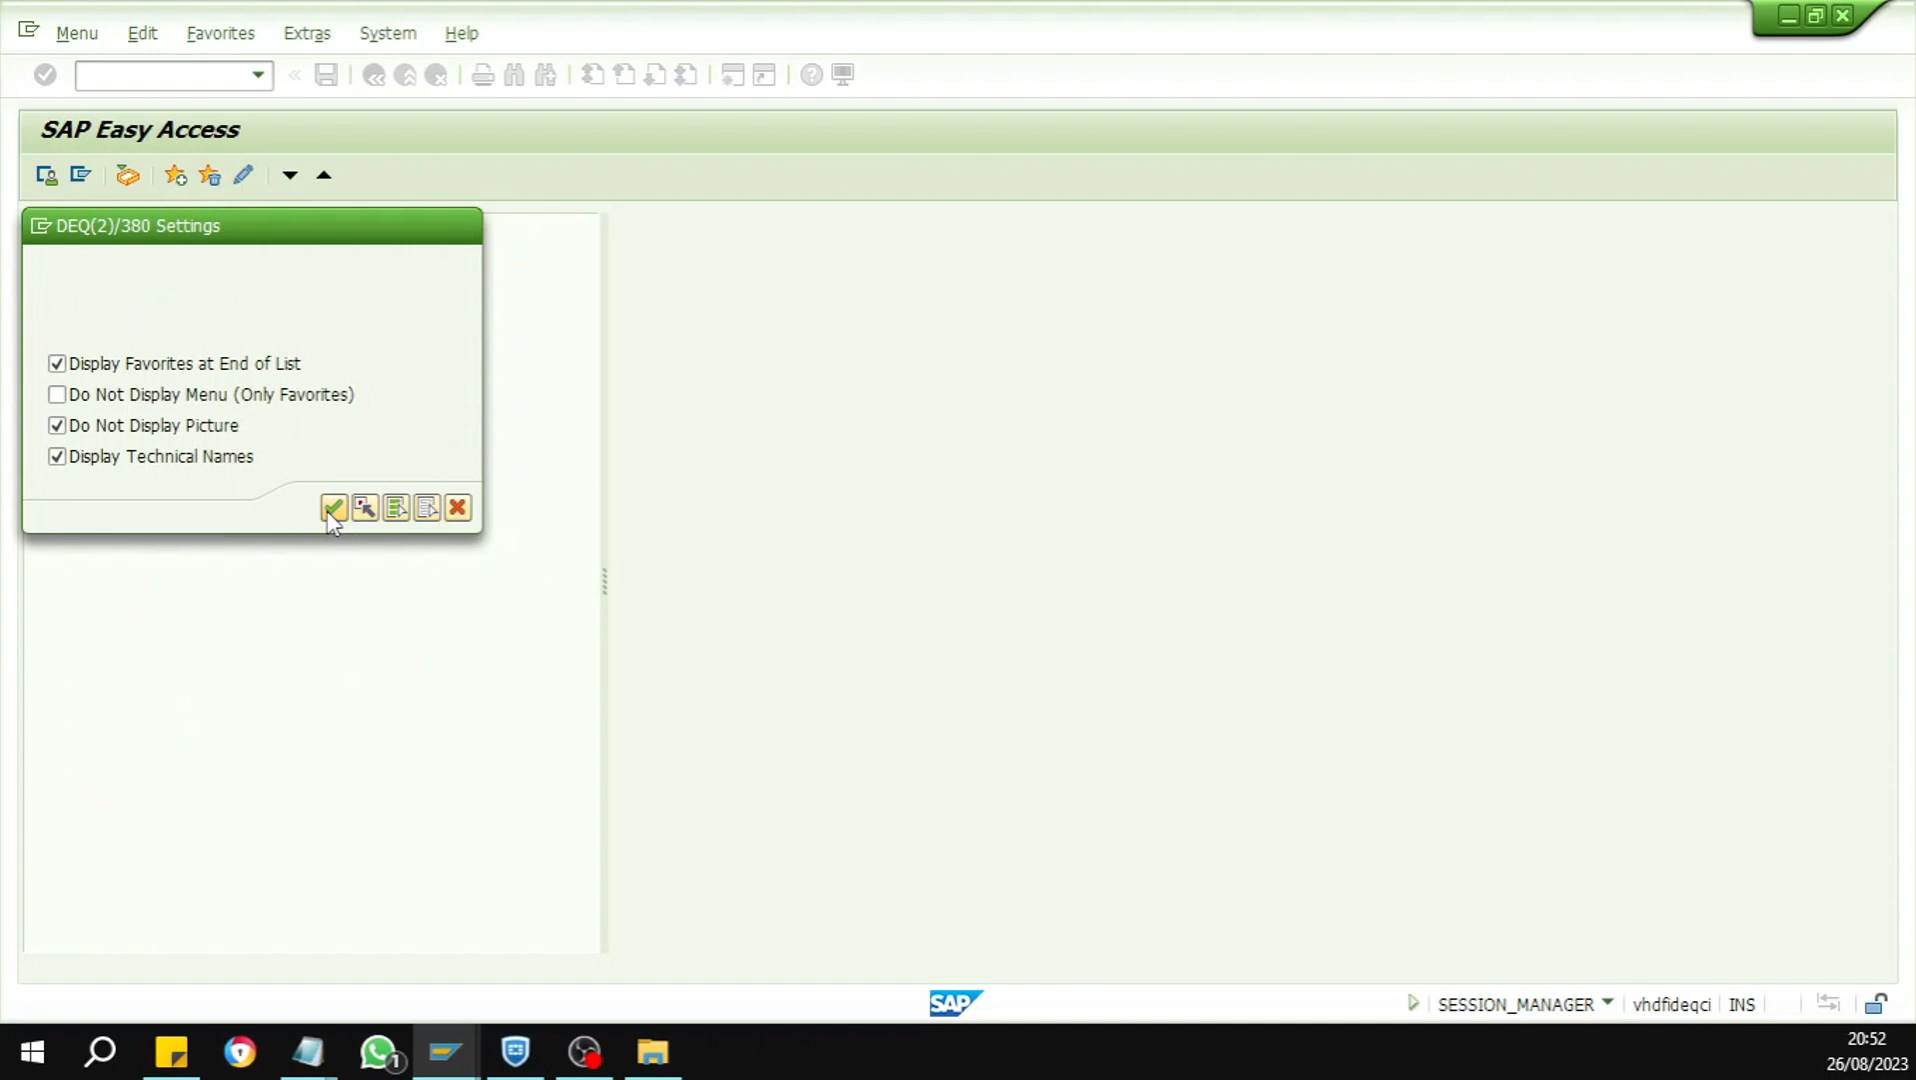 Menu Edit Favorites Extras System Help
SAP Easy Access
DEQ(2)/380 Settings
Display Favorites at End of List
Do Not Display Menu (Only Favorites)
Do Not Display Picture
Display Technical Names
SAP
SESSION_MANAGER vhdfideqci INS
1
20:52
26/08/2023